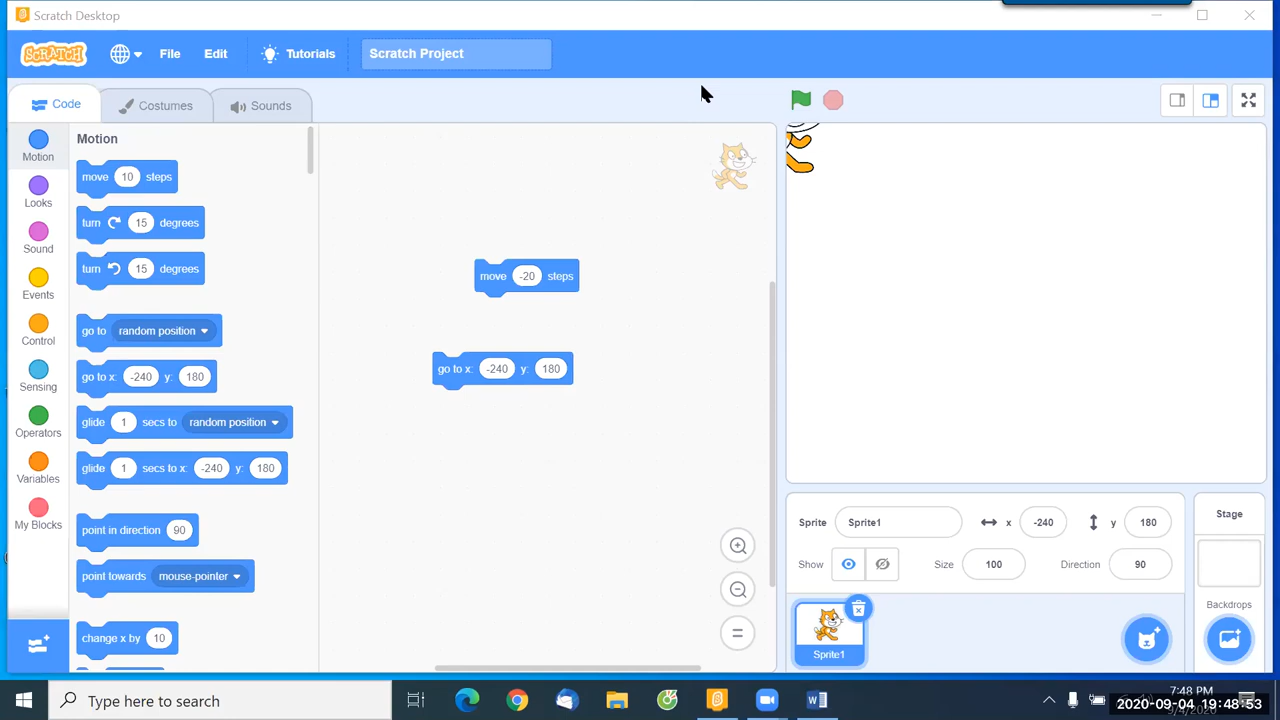 Scratch Desktop
SCRATCH File Edit Tutorials Scratch Project
Code Costumes Sounds
Motion
Looks
Sound
Events
Control
Sensing
Operators
Variables
My Blocks
Motion
move 10 steps
turn 15 degrees
turn 15 degrees
go to random position
go to x: -240 y: 180
glide 1 secs to random position
glide 1 secs to x: -240 y: 180
point in direction 90
point towards mouse-pointer
change x by 10
move -20 steps
go to x: -240 y: 180
Sprite Sprite1 x -240 y 180
Show Size 100 Direction 90
Sprite1
Stage
Backdrops
Type here to search
7:48 PM
2020-09-04 19:48:53